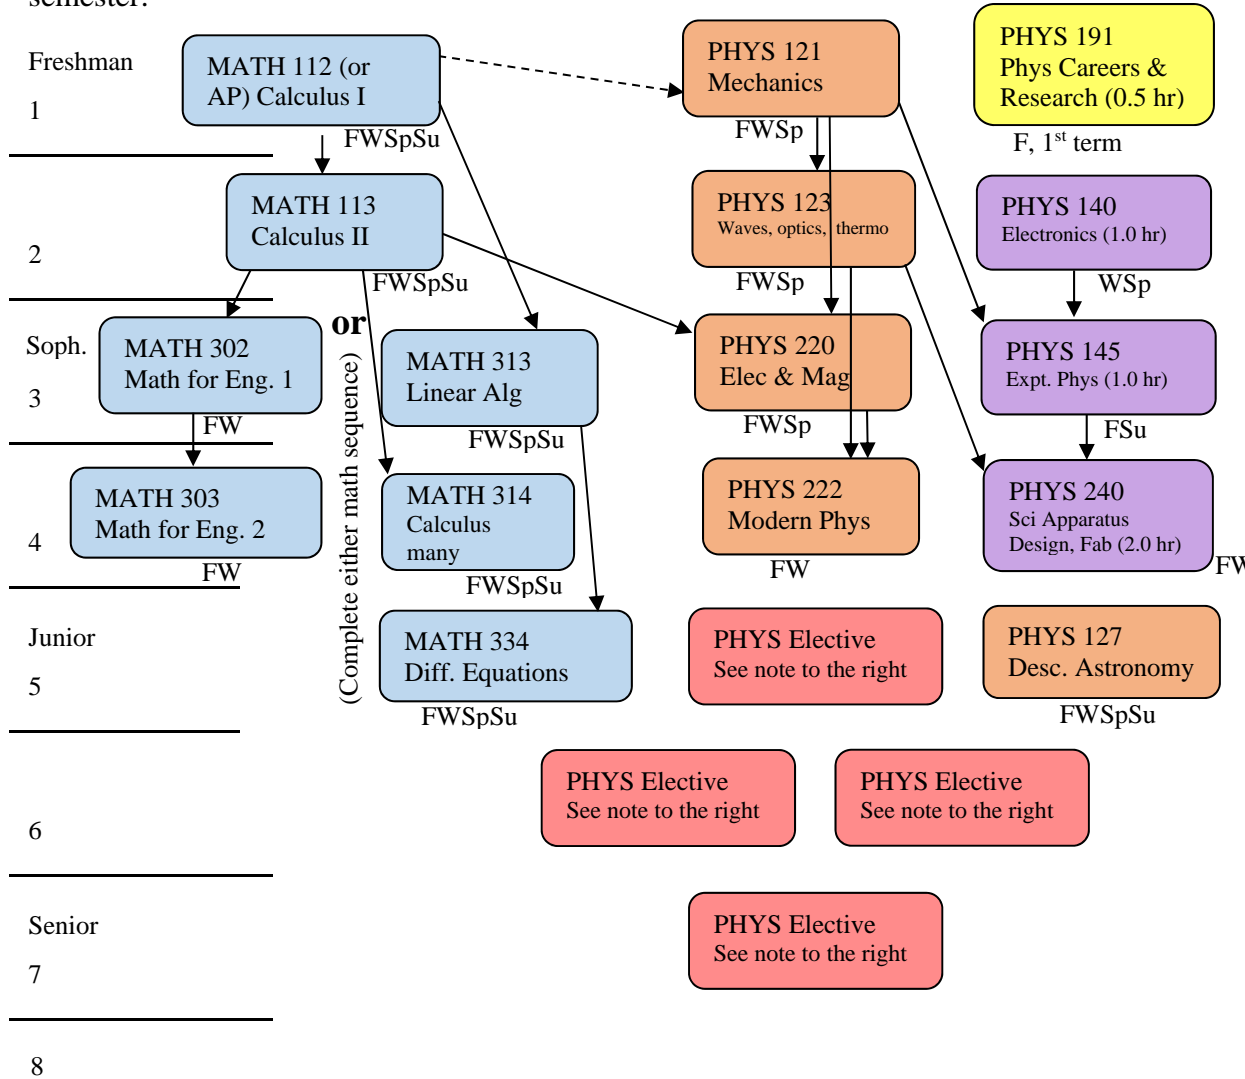 semester.
Freshman
1
MATH 112 (or
AP) Calculus I
FWSpSu
PHYS 121
Mechanics
FWSp
PHYS 191
Phys Careers &
Research (0.5 hr)
F, 1st term
2
MATH 113
Calculus II
FWSpSu
PHYS 123
Waves, optics, thermo
FWSp
PHYS 140
Electronics (1.0 hr)
WSp
Soph.
3
MATH 302
Math for Eng. 1
FW
or
(Complete either math sequence)
MATH 313
Linear Alg
FWSpSu
PHYS 220
Elec & Mag
FWSp
PHYS 145
Expt. Phys (1.0 hr)
FSu
4
MATH 303
Math for Eng. 2
FW
MATH 314
Calculus
many
FWSpSu
PHYS 222
Modern Phys
FW
PHYS 240
Sci Apparatus
Design, Fab (2.0 hr)
FW
Junior
5
MATH 334
Diff. Equations
FWSpSu
PHYS Elective
See note to the right
PHYS 127
Desc. Astronomy
FWSpSu
6
PHYS Elective
See note to the right
PHYS Elective
See note to the right
Senior
7
PHYS Elective
See note to the right
8